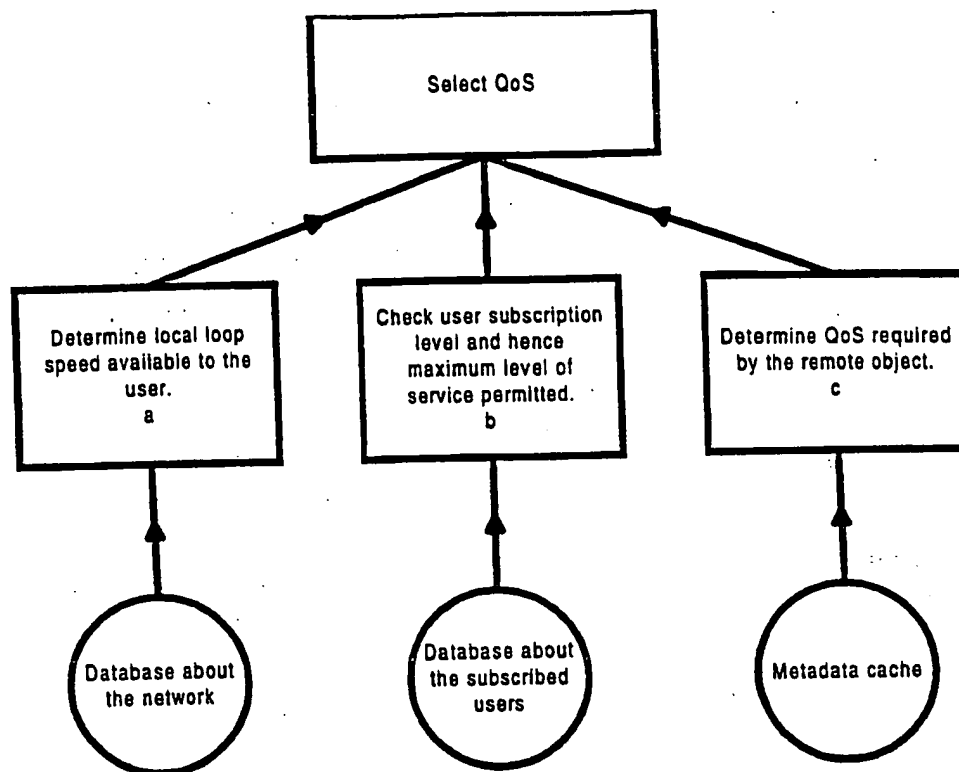 Select QoS
Determine local loop
speed available to the
user.
a
Check user subscription
level and hence
maximum level of
service permitted.
b
Determine QoS required
by the remote object.
c
Database about
the network
Database about
the subscribed
users
Metadata cache